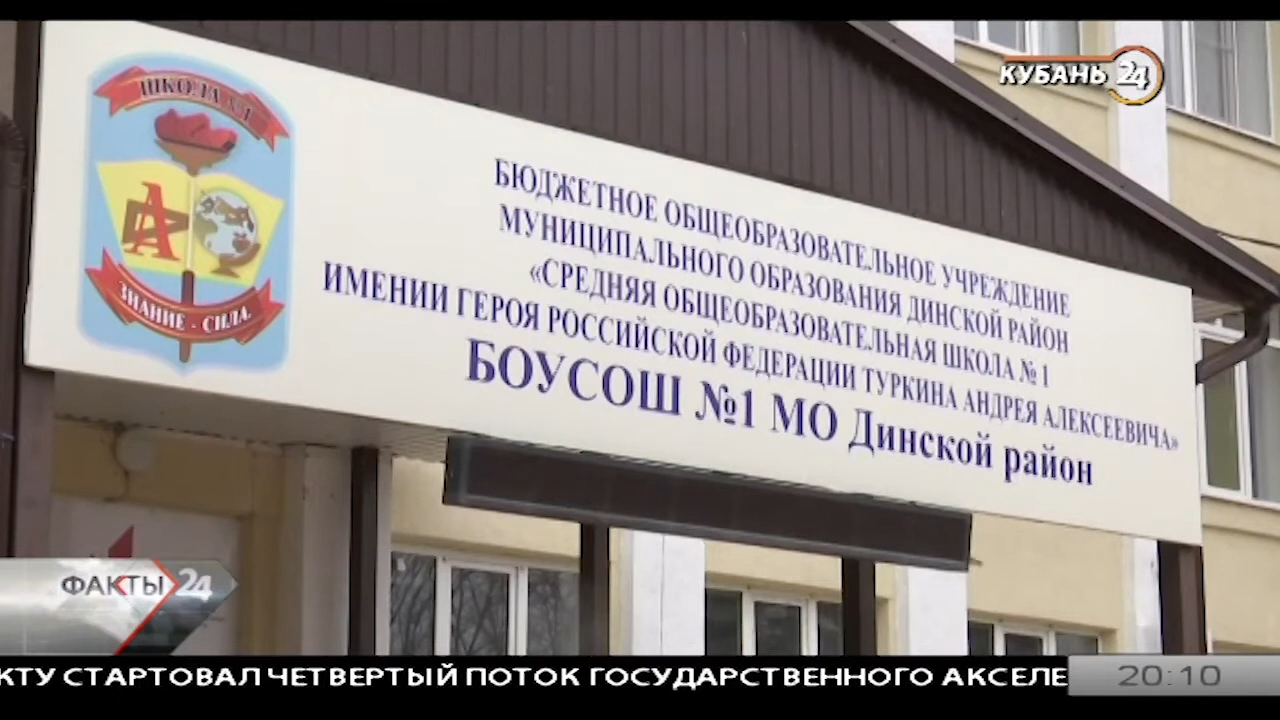 КУБАНЬ 24
ШКОЛА №1
А
ЗНАНИЕ - СИЛА
БЮДЖЕТНОЕ ОБЩЕОБРАЗОВАТЕЛЬНОЕ УЧРЕЖДЕНИЕ
МУНИЦИПАЛЬНОГО ОБРАЗОВАНИЯ ДИНСКОЙ РАЙОН
«СРЕДНЯЯ ОБЩЕОБРАЗОВАТЕЛЬНАЯ ШКОЛА № 1
ИМЕНИИ ГЕРОЯ РОССИЙСКОЙ ФЕДЕРАЦИИ ТУРКИНА АНДРЕЯ АЛЕКСЕЕВИЧА»
БОУСОШ №1 МО Динской район
ФАКТЫ 24
КТУ СТАРТОВАЛ ЧЕТВЕРТЫЙ ПОТОК ГОСУДАРСТВЕННОГО АКСЕЛЕ
20:10